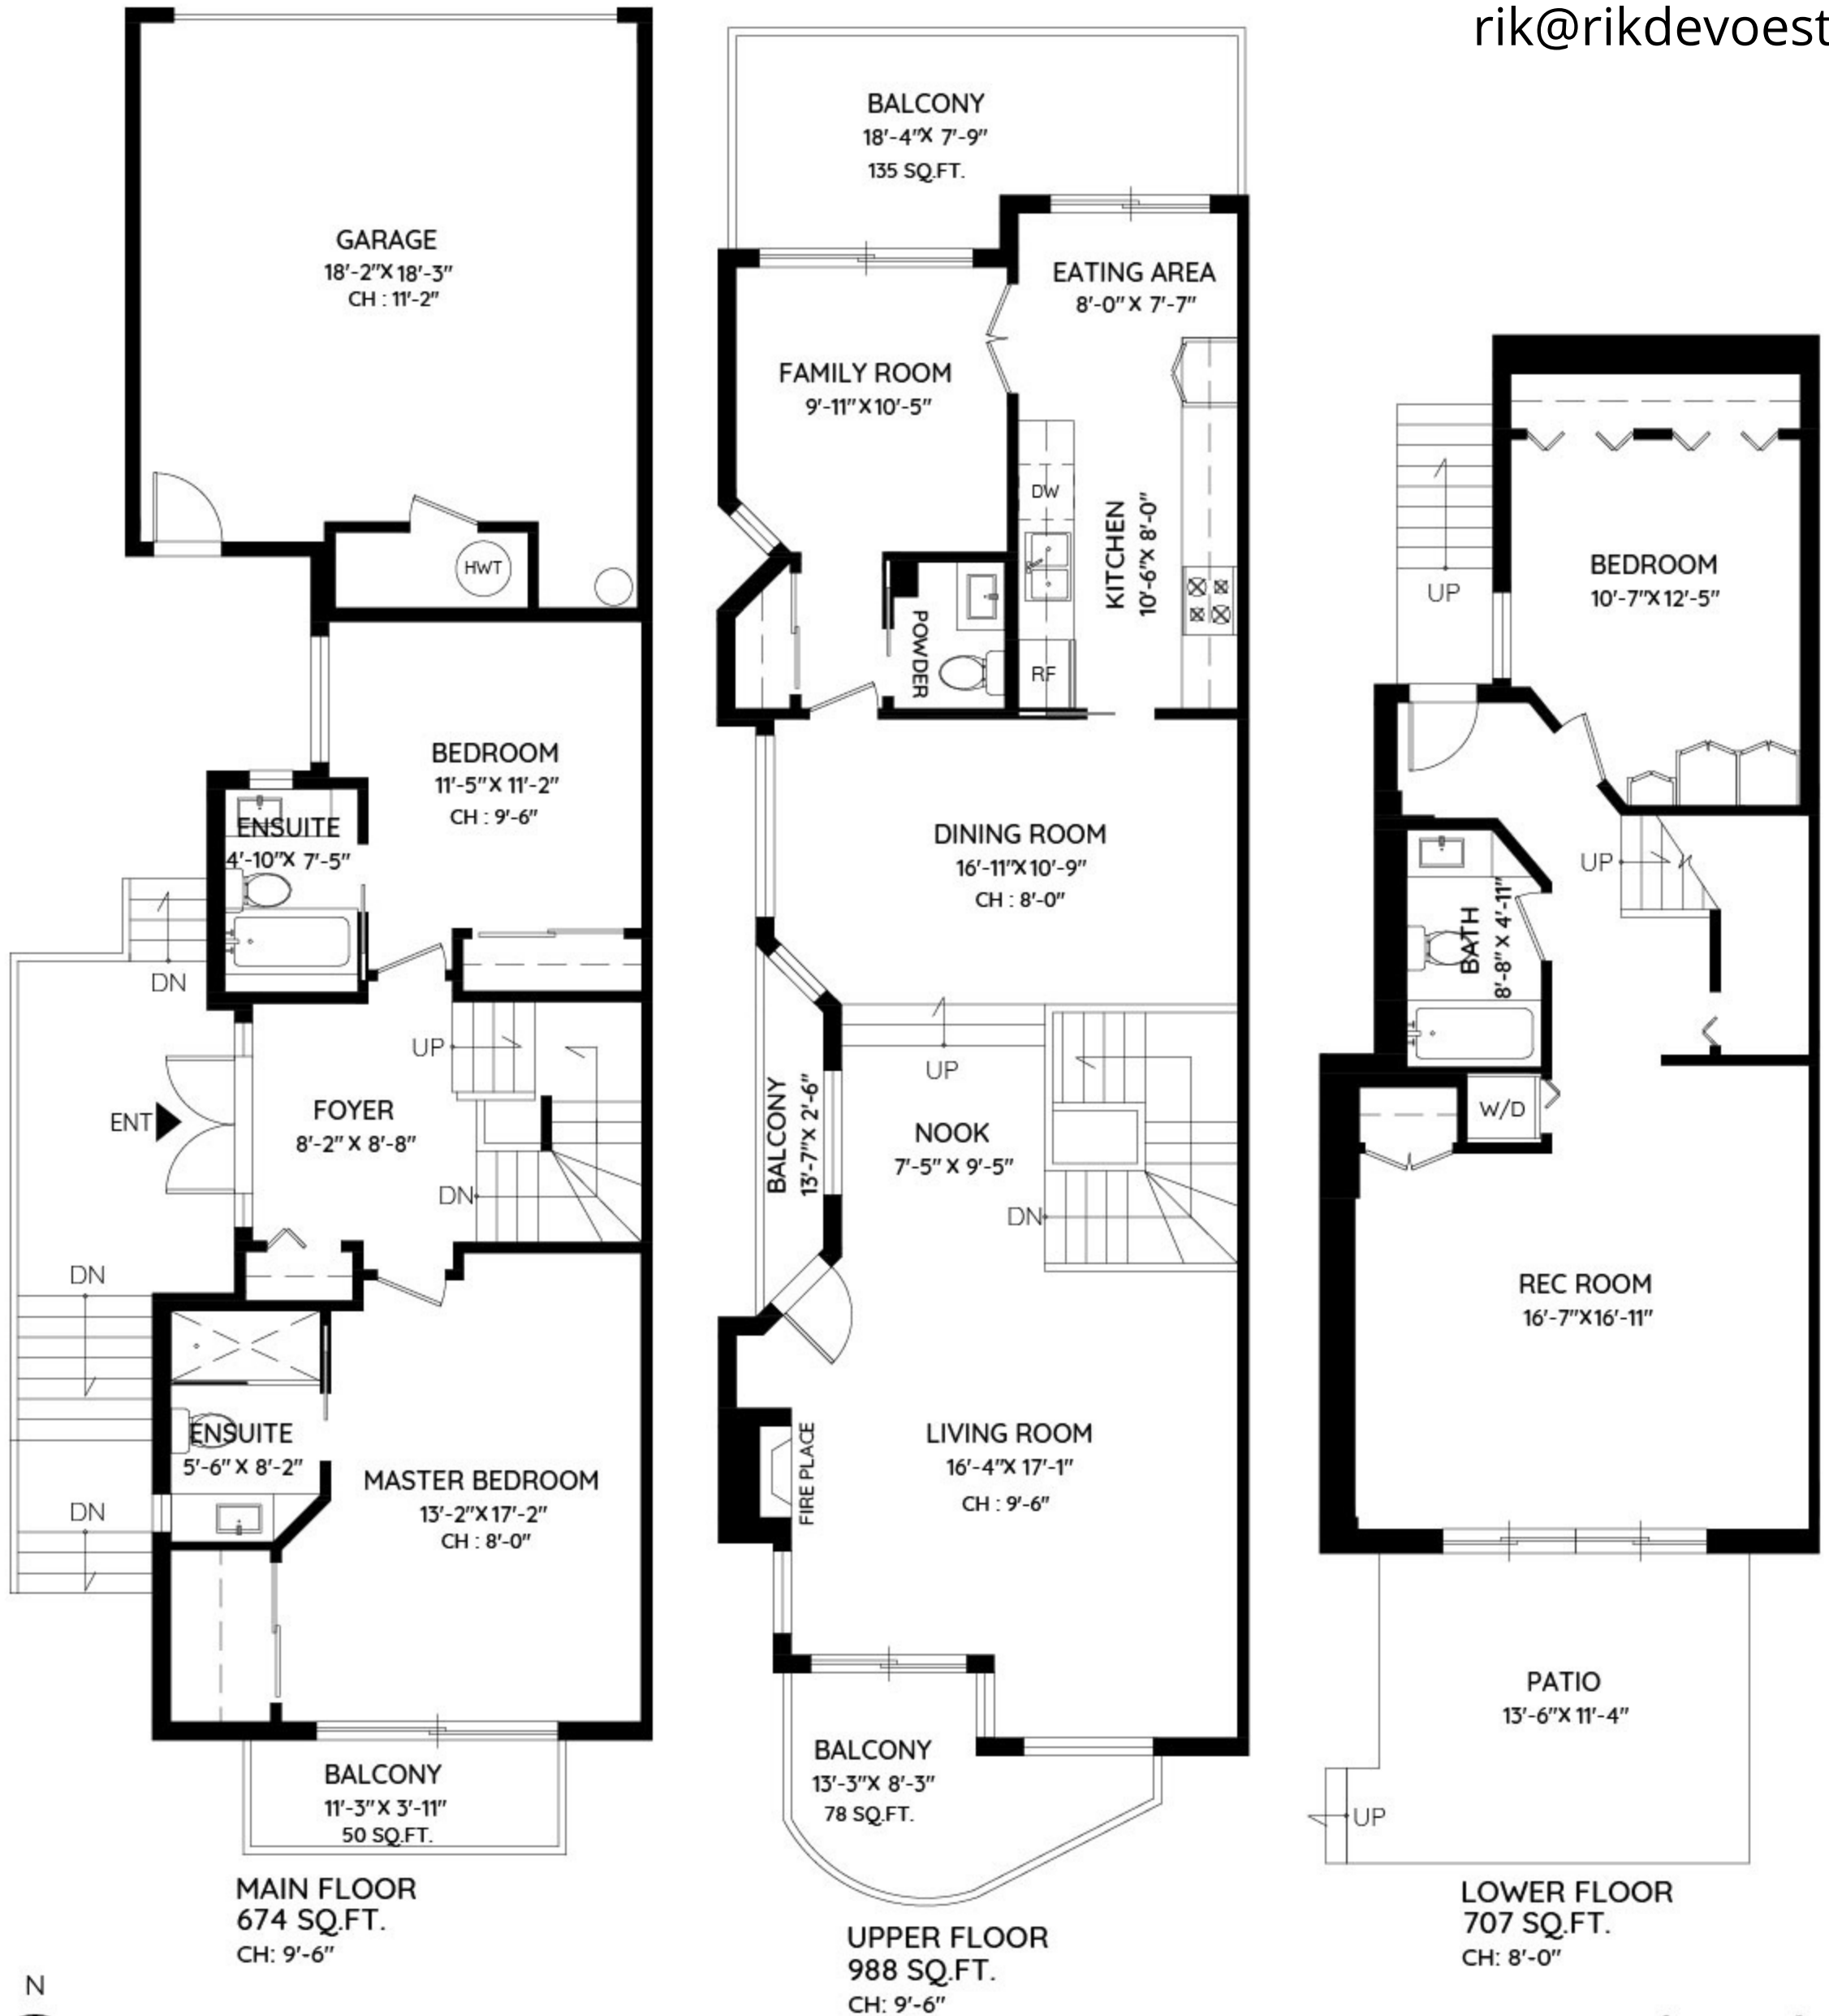 rik@rikdevoest
GARAGE
18'-2"X 18'-3"
CH : 11'-2"
HWT
BEDROOM
11'-5"X 11'-2"
CH : 9'-6"
ENSUITE
4'-10"X 7'-5"
DN
UP
ENT
FOYER
8'-2" X 8'-8"
DN
DN
ENSUITE
5'-6" X 8'-2"
MASTER BEDROOM
13'-2"X 17'-2"
CH : 8'-0"
DN
BALCONY
11'-3"X 3'-11"
50 SQ.FT.
MAIN FLOOR
674 SQ.FT.
CH: 9'-6"
N
BALCONY
18'-4"X 7'-9"
135 SQ.FT.
EATING AREA
8'-0" X 7'-7"
FAMILY ROOM
9'-11"X 10'-5"
DW
KITCHEN
10'-6"X 8'-0"
POWDER
RF
DINING ROOM
16'-11"X 10'-9"
CH : 8'-0"
UP
BALCONY
13'-7"X 2'-6"
NOOK
7'-5" X 9'-5"
DN
LIVING ROOM
16'-4"X 17'-1"
CH : 9'-6"
FIRE PLACE
BALCONY
13'-3"X 8'-3"
78 SQ.FT.
UPPER FLOOR
988 SQ.FT.
CH: 9'-6"
BEDROOM
10'-7"X 12'-5"
UP
UP
BATH
8'-8"X 4'-11"
W/D
REC ROOM
16'-7"X 16'-11"
PATIO
13'-6"X 11'-4"
UP
LOWER FLOOR
707 SQ.FT.
CH: 8'-0"